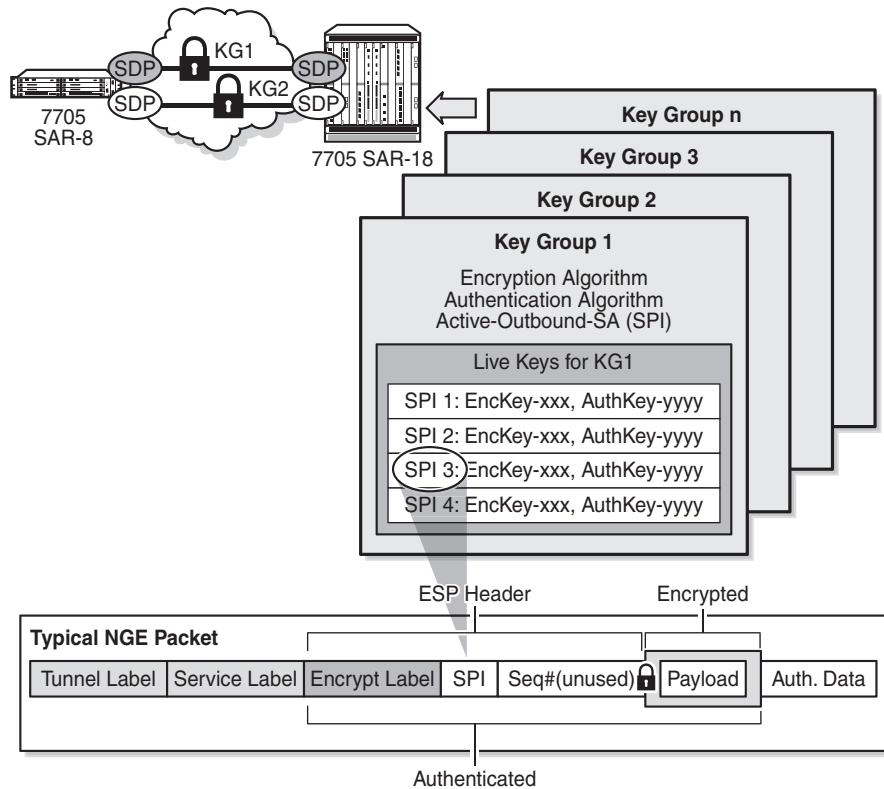 KG1
SDP
SDP
KG2
SDP
SDP
7705
SAR-8
7705 SAR-18
Key Group n
Key Group 3
Key Group 2
Key Group 1
Encryption Algorithm
Authentication Algorithm
Active-Outbound-SA (SPI)
Live Keys for KG1
SPI 1: EncKey-xxx, AuthKey-yyyy
SPI 2: EncKey-xxx, AuthKey-yyyy
SPI 3: EncKey-xxx, AuthKey-yyyy
SPI 4: EncKey-xxx, AuthKey-yyyy
ESP Header
Encrypted
Typical NGE Packet
Tunnel Label
Service Label
Encrypt Label
SPI
Seq#(unused)
Payload
Auth. Data
Authenticated